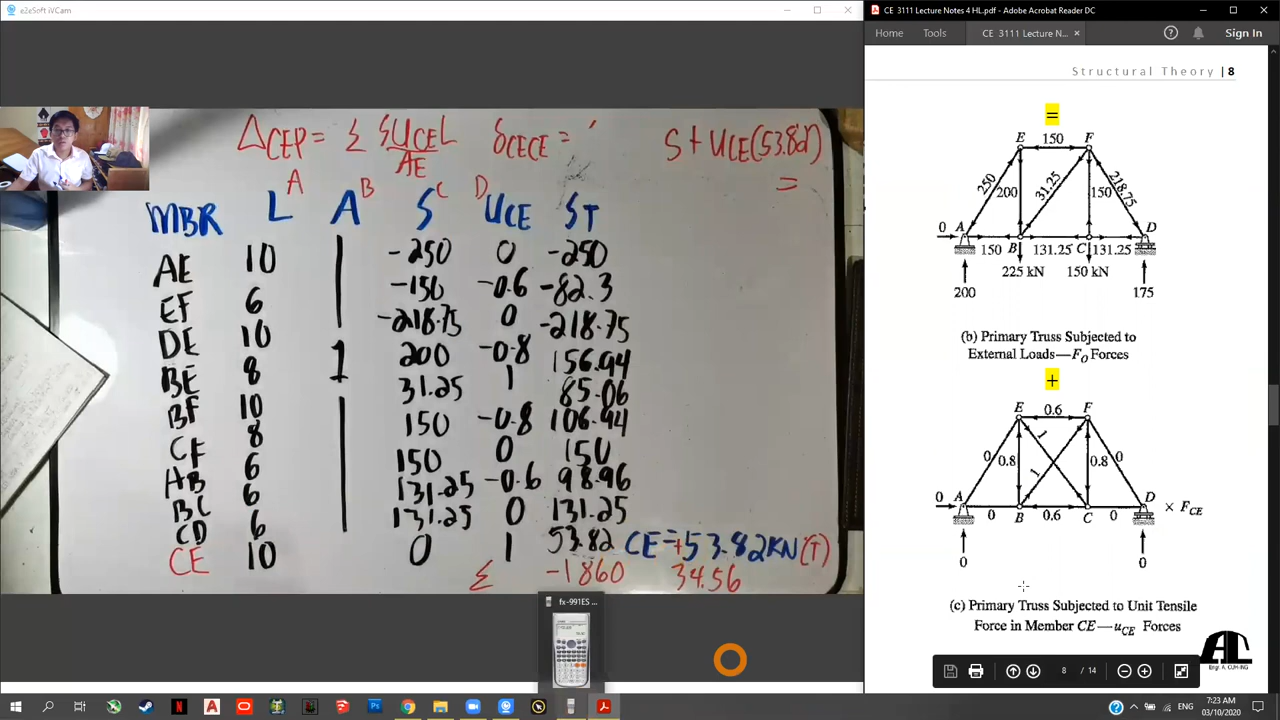 e2eSoft iVCam
CE 3111 Lecture Notes 4 HL.pdf - Adobe Acrobat Reader DC
Home Tools CE 3111 Lecture N... × Sign In
ΔCEP = Σ SUCEL/AE δCECE = S + UCE(53.82) =
A B C D
MBR L A S UCE ST
AE 10 -250 0 -250
EF 6 -150 -0.6 -82.3
DE 10 -218.75 0 -218.75
BE 8 1 200 -0.8 156.94
BF 10 31.25 1 85.06
CF 8 150 -0.8 106.94
AB 6 150 0 150
BC 6 131.25 -0.6 98.96
CD 6 131.25 0 131.25
CE 10 0 1 53.82 CE=+53.82KN(T)
Σ -1860 34.56
fx-991ES ...
Structural Theory | 8
=
E 150 F
250 200 31.25 150 218.75
0 A B C D
150 131.25 131.25
225 kN 150 kN
200 175
(b) Primary Truss Subjected to
External Loads—FO Forces
+
E 0.6 F
0 0.8 1 1 0.8 0
0 A B C D × FCE
0 0.6 0
0 0
(c) Primary Truss Subjected to Unit Tensile
Force in Member CE—uCE Forces
AC
Engr. A. CUHING
8 / 14
ENG
7:23 AM
03/10/2020